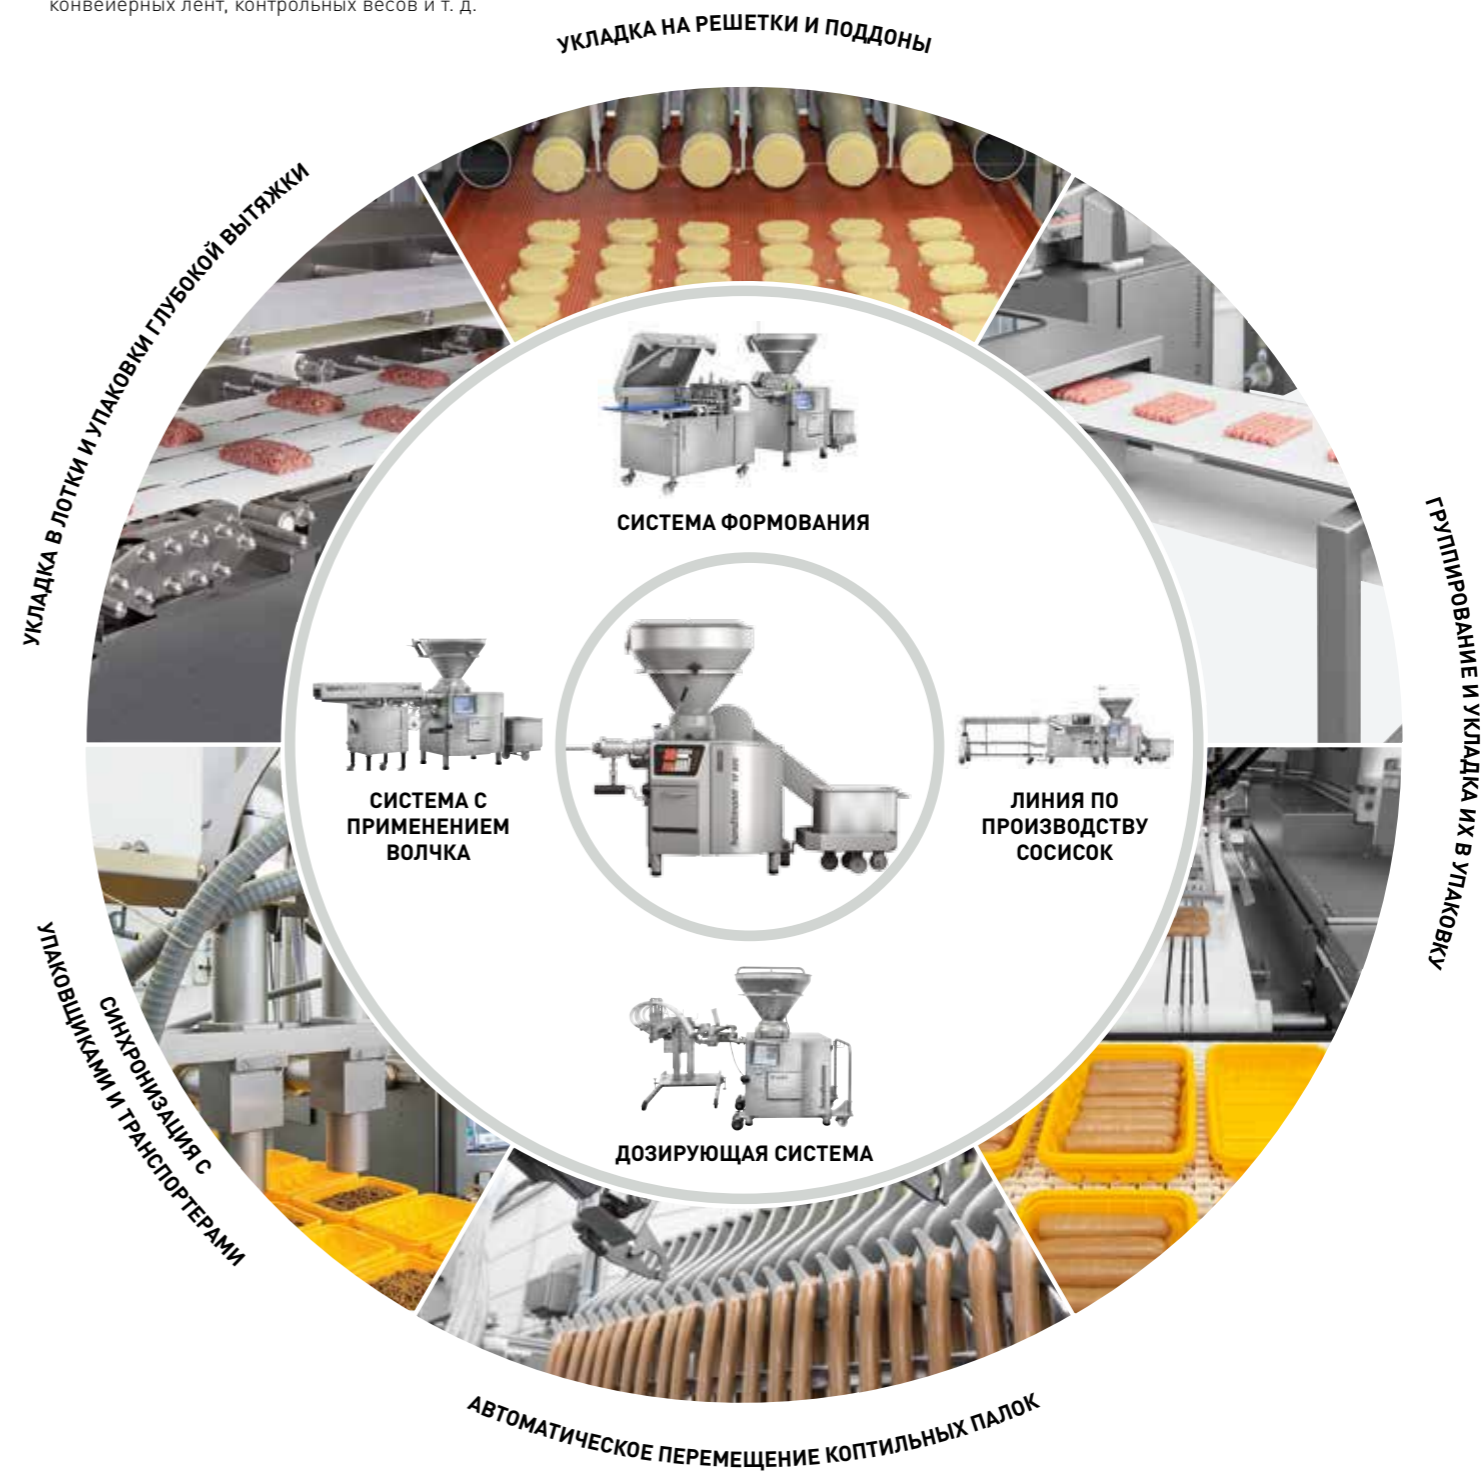 конвейерных лент, контрольных весов и т. д.
УКЛАДКА НА РЕШЕТКИ И ПОДДОНЫ
УКЛАДКА В ЛОТКИ И УПАКОВКИ ГЛУБОКОЙ ВЫТЯЖКИ
СИСТЕМА ФОРМОВАНИЯ
ГРУППИРОВАНИЕ И УКЛАДКА ИХ В УПАКОВКУ
СИСТЕМА С
ПРИМЕНЕНИЕМ
ВОЛЧКА
handtmann
ЛИНИЯ ПО
ПРОИЗВОДСТВУ
СОСИСОК
СИНХРОНИЗАЦИЯ С
УПАКОВЩИКАМИ И ТРАНСПОРТЕРАМИ
ДОЗИРУЮЩАЯ СИСТЕМА
АВТОМАТИЧЕСКОЕ ПЕРЕМЕЩЕНИЕ КОПТИЛЬНЫХ ПАЛОК